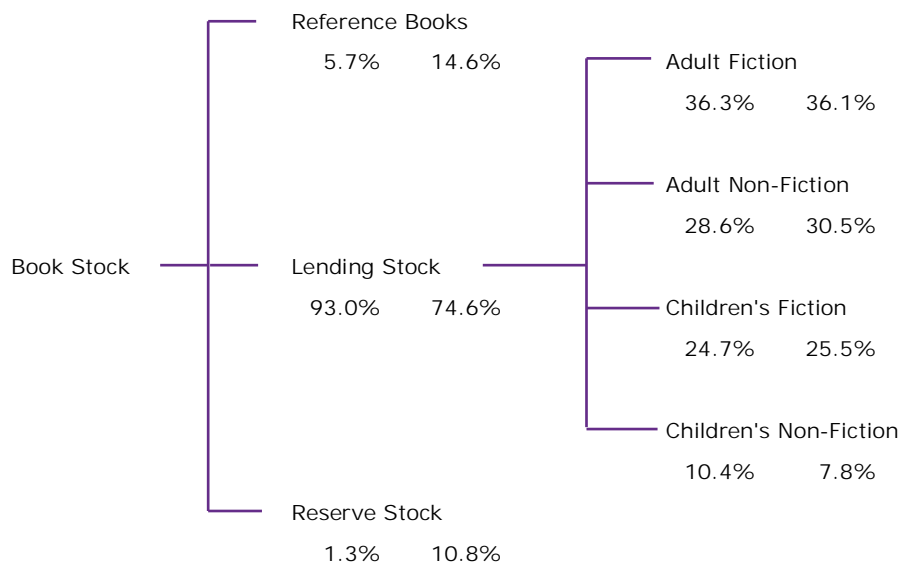 Reference Books
5.7% 14.6%
Adult Fiction
36.3% 36.1%
Adult Non-Fiction
28.6% 30.5%
Book Stock
Lending Stock
93.0% 74.6%
Children's Fiction
24.7% 25.5%
Children's Non-Fiction
10.4% 7.8%
Reserve Stock
1.3% 10.8%